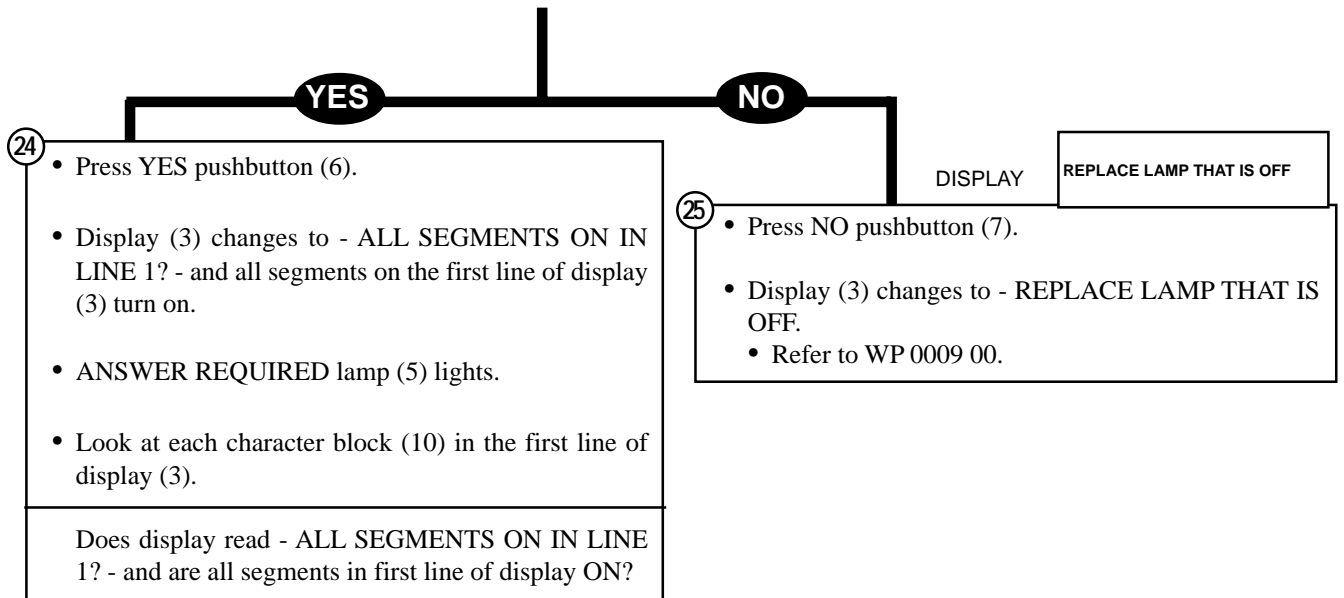 YES
NO
24
• Press YES pushbutton (6).
• Display (3) changes to - ALL SEGMENTS ON IN
LINE 1? - and all segments on the first line of display
(3) turn on.
• ANSWER REQUIRED lamp (5) lights.
• Look at each character block (10) in the first line of
display (3).
Does display read - ALL SEGMENTS ON IN LINE
1? - and are all segments in first line of display ON?
DISPLAY
REPLACE LAMP THAT IS OFF
25
• Press NO pushbutton (7).
• Display (3) changes to - REPLACE LAMP THAT IS
OFF.
• Refer to WP 0009 00.